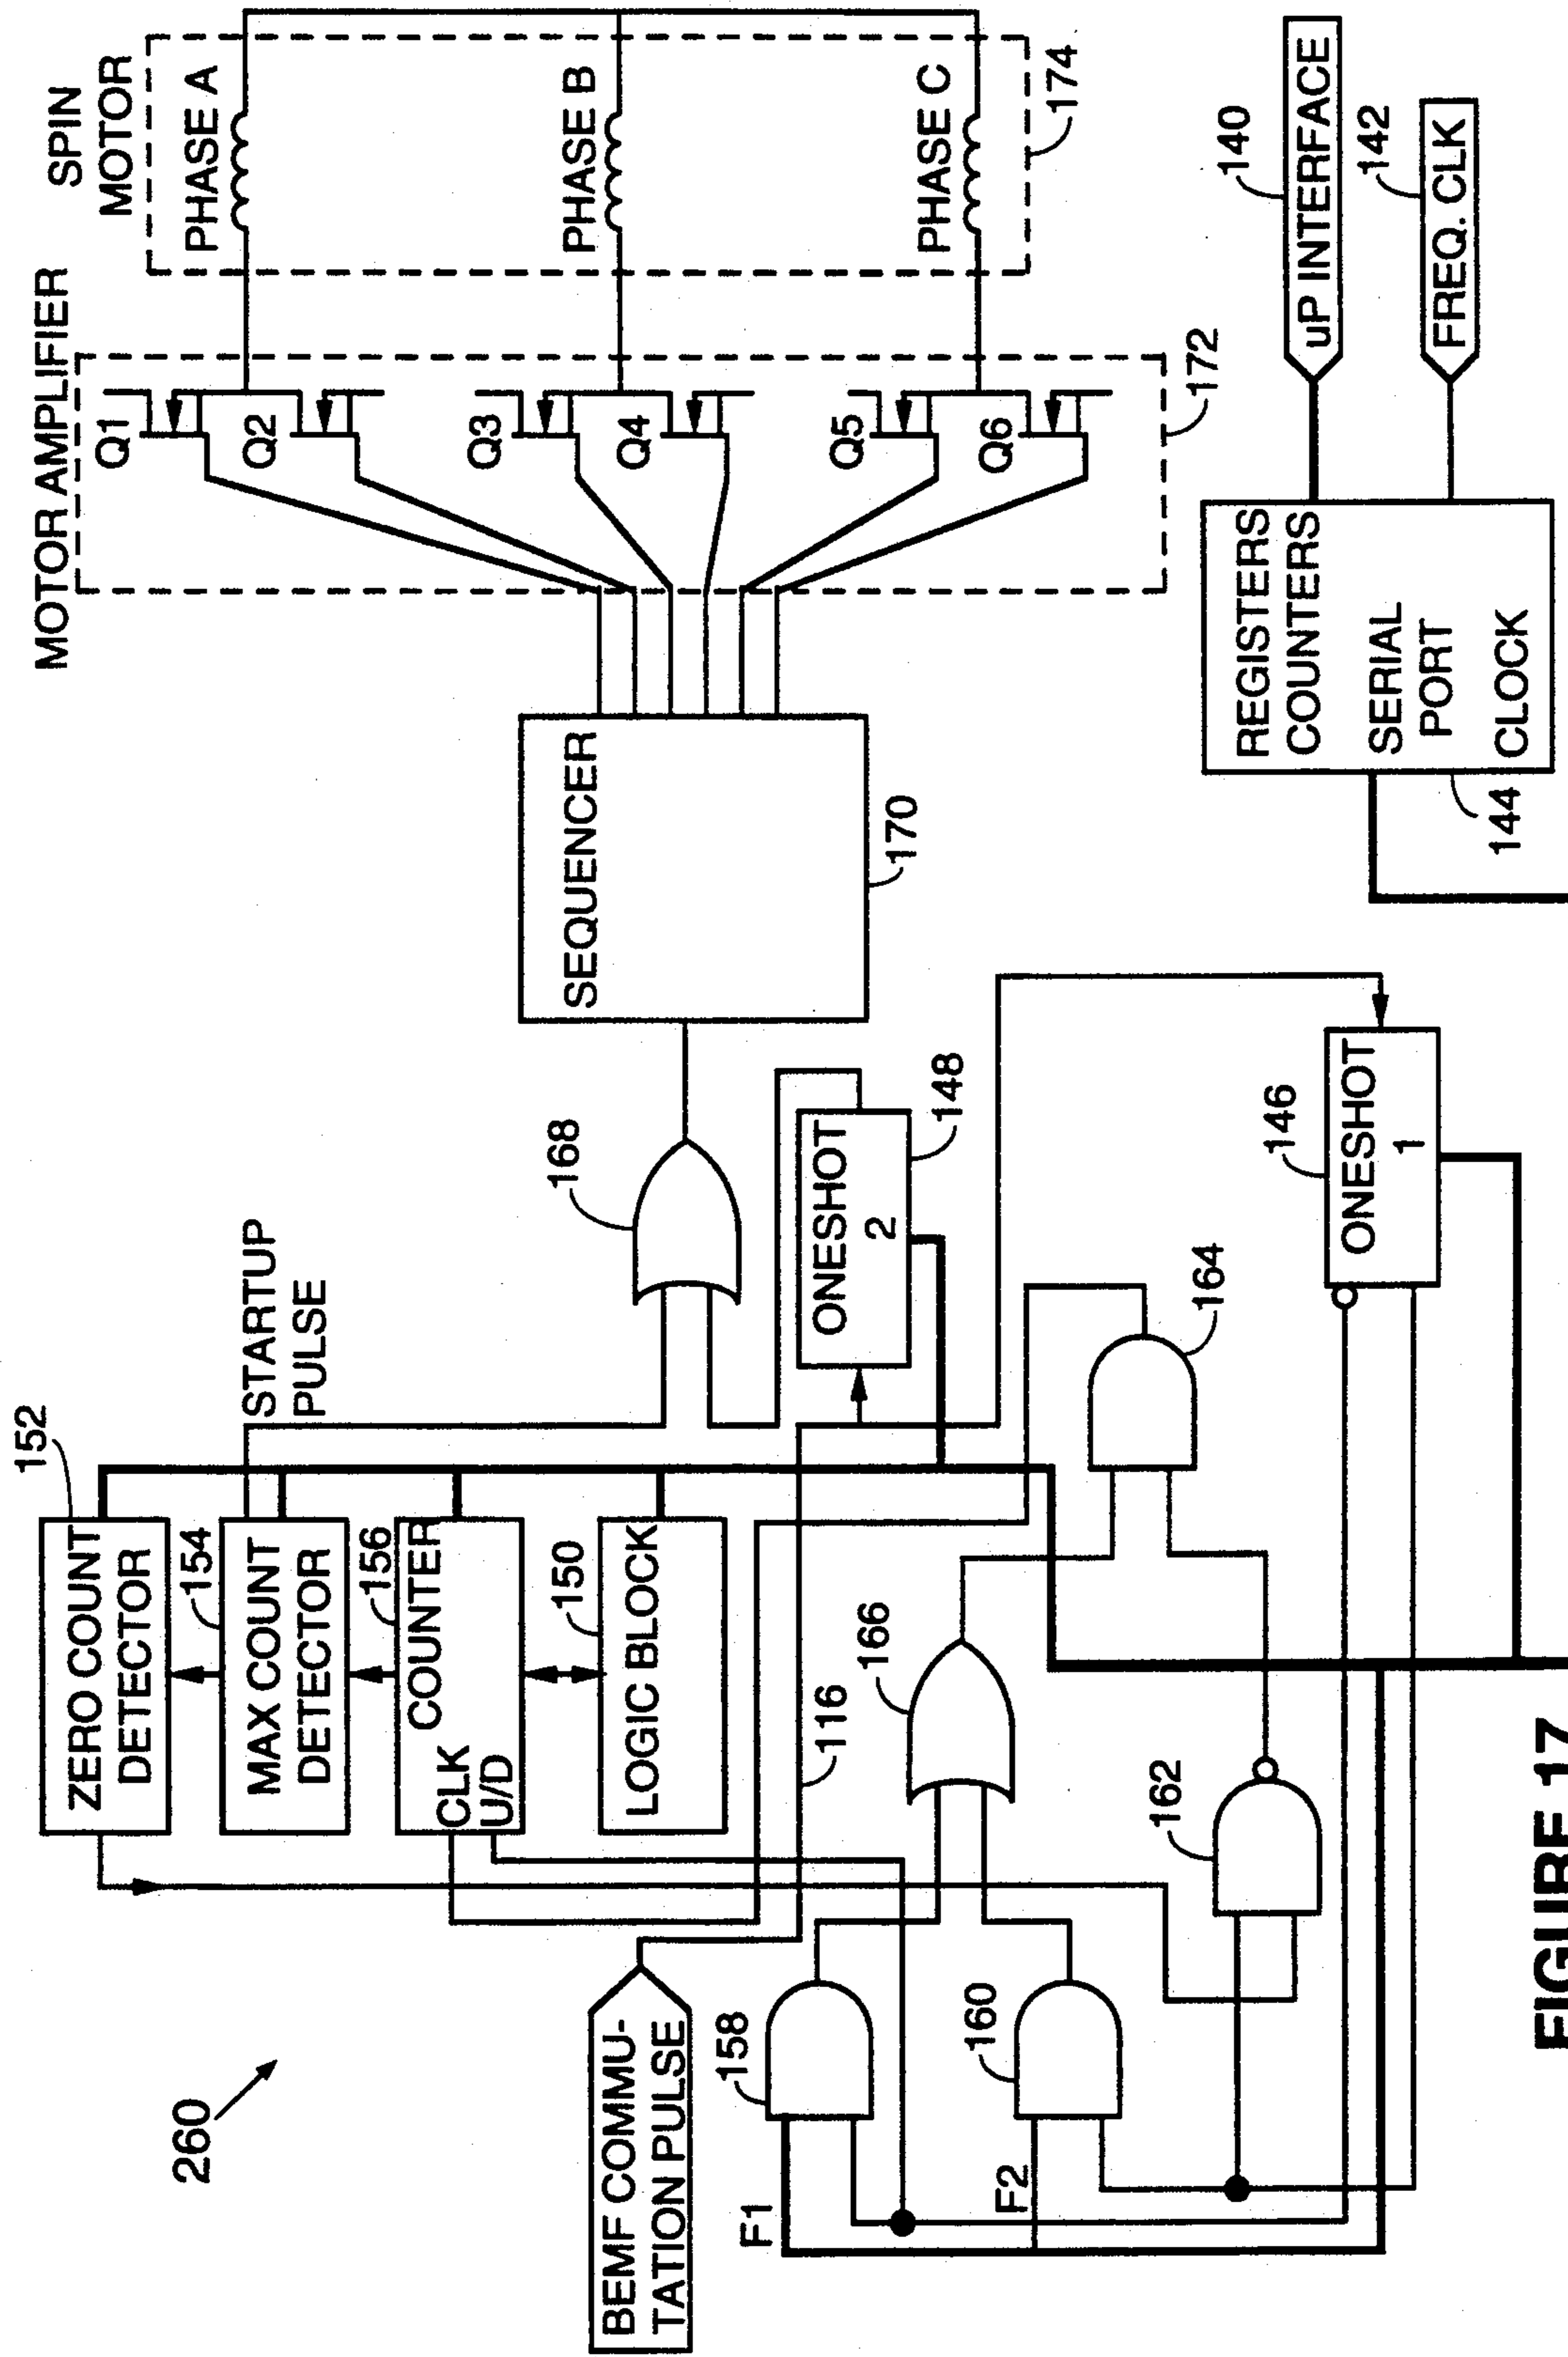 260
152
ZERO COUNT
DETECTOR
154
MAX COUNT
DETECTOR
156
COUNTER
CLK
U/D
150
LOGIC BLOCK
STARTUP
PULSE
MOTOR AMPLIFIER
SPIN
MOTOR
Q1
Q2
Q3
Q4
Q5
Q6
PHASE A
PHASE B
PHASE C
174
172
SEQUENCER
170
168
BEMF COMMU-
TATION PULSE
116
ONESHOT
2
148
158
F1
160
F2
166
162
164
146
ONESHOT
1
REGISTERS
COUNTERS
SERIAL
PORT
CLOCK
144
140
uP INTERFACE
142
FREQ. CLK
FIGURE 17